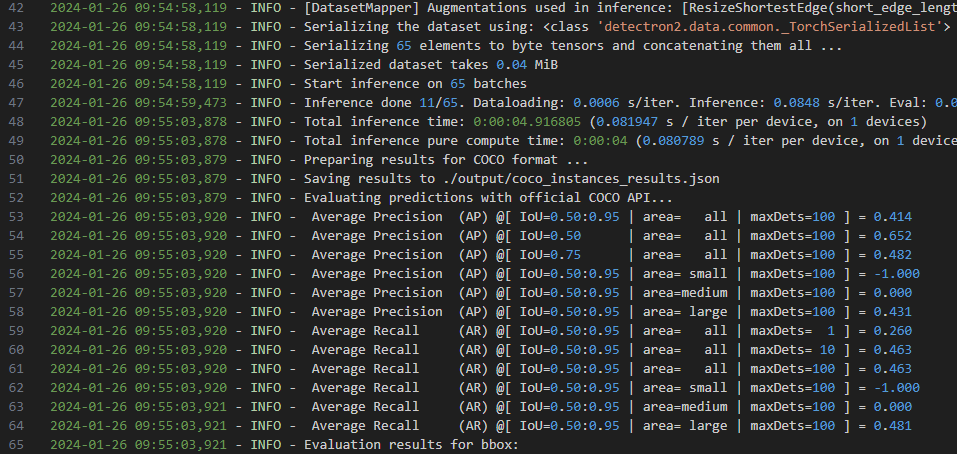 42 2024-01-26 09:54:58,119 - INFO - [DatasetMapper] Augmentations used in inference: [ResizeShortestEdge(short_edge_lengt
43 2024-01-26 09:54:58,119 - INFO - Serializing the dataset using: <class 'detectron2.data.common._TorchSerializedList'>
44 2024-01-26 09:54:58,119 - INFO - Serializing 65 elements to byte tensors and concatenating them all ...
45 2024-01-26 09:54:58,119 - INFO - Serialized dataset takes 0.04 MiB
46 2024-01-26 09:54:58,119 - INFO - Start inference on 65 batches
47 2024-01-26 09:54:59,473 - INFO - Inference done 11/65. Dataloading: 0.0006 s/iter. Inference: 0.0848 s/iter. Eval: 0.0
48 2024-01-26 09:55:03,878 - INFO - Total inference time: 0:00:04.916805 (0.081947 s / iter per device, on 1 devices)
49 2024-01-26 09:55:03,878 - INFO - Total inference pure compute time: 0:00:04 (0.080789 s / iter per device, on 1 device
50 2024-01-26 09:55:03,879 - INFO - Preparing results for COCO format ...
51 2024-01-26 09:55:03,879 - INFO - Saving results to ./output/coco_instances_results.json
52 2024-01-26 09:55:03,879 - INFO - Evaluating predictions with official COCO API...
53 2024-01-26 09:55:03,920 - INFO -  Average Precision  (AP) @[ IoU=0.50:0.95 | area=   all | maxDets=100 ] = 0.414
54 2024-01-26 09:55:03,920 - INFO -  Average Precision  (AP) @[ IoU=0.50      | area=   all | maxDets=100 ] = 0.652
55 2024-01-26 09:55:03,920 - INFO -  Average Precision  (AP) @[ IoU=0.75      | area=   all | maxDets=100 ] = 0.482
56 2024-01-26 09:55:03,920 - INFO -  Average Precision  (AP) @[ IoU=0.50:0.95 | area= small | maxDets=100 ] = -1.000
57 2024-01-26 09:55:03,920 - INFO -  Average Precision  (AP) @[ IoU=0.50:0.95 | area=medium | maxDets=100 ] = 0.000
58 2024-01-26 09:55:03,920 - INFO -  Average Precision  (AP) @[ IoU=0.50:0.95 | area= large | maxDets=100 ] = 0.431
59 2024-01-26 09:55:03,920 - INFO -  Average Recall     (AR) @[ IoU=0.50:0.95 | area=   all | maxDets=  1 ] = 0.260
60 2024-01-26 09:55:03,920 - INFO -  Average Recall     (AR) @[ IoU=0.50:0.95 | area=   all | maxDets= 10 ] = 0.463
61 2024-01-26 09:55:03,920 - INFO -  Average Recall     (AR) @[ IoU=0.50:0.95 | area=   all | maxDets=100 ] = 0.463
62 2024-01-26 09:55:03,920 - INFO -  Average Recall     (AR) @[ IoU=0.50:0.95 | area= small | maxDets=100 ] = -1.000
63 2024-01-26 09:55:03,921 - INFO -  Average Recall     (AR) @[ IoU=0.50:0.95 | area=medium | maxDets=100 ] = 0.000
64 2024-01-26 09:55:03,921 - INFO -  Average Recall     (AR) @[ IoU=0.50:0.95 | area= large | maxDets=100 ] = 0.481
65 2024-01-26 09:55:03,921 - INFO - Evaluation results for bbox: